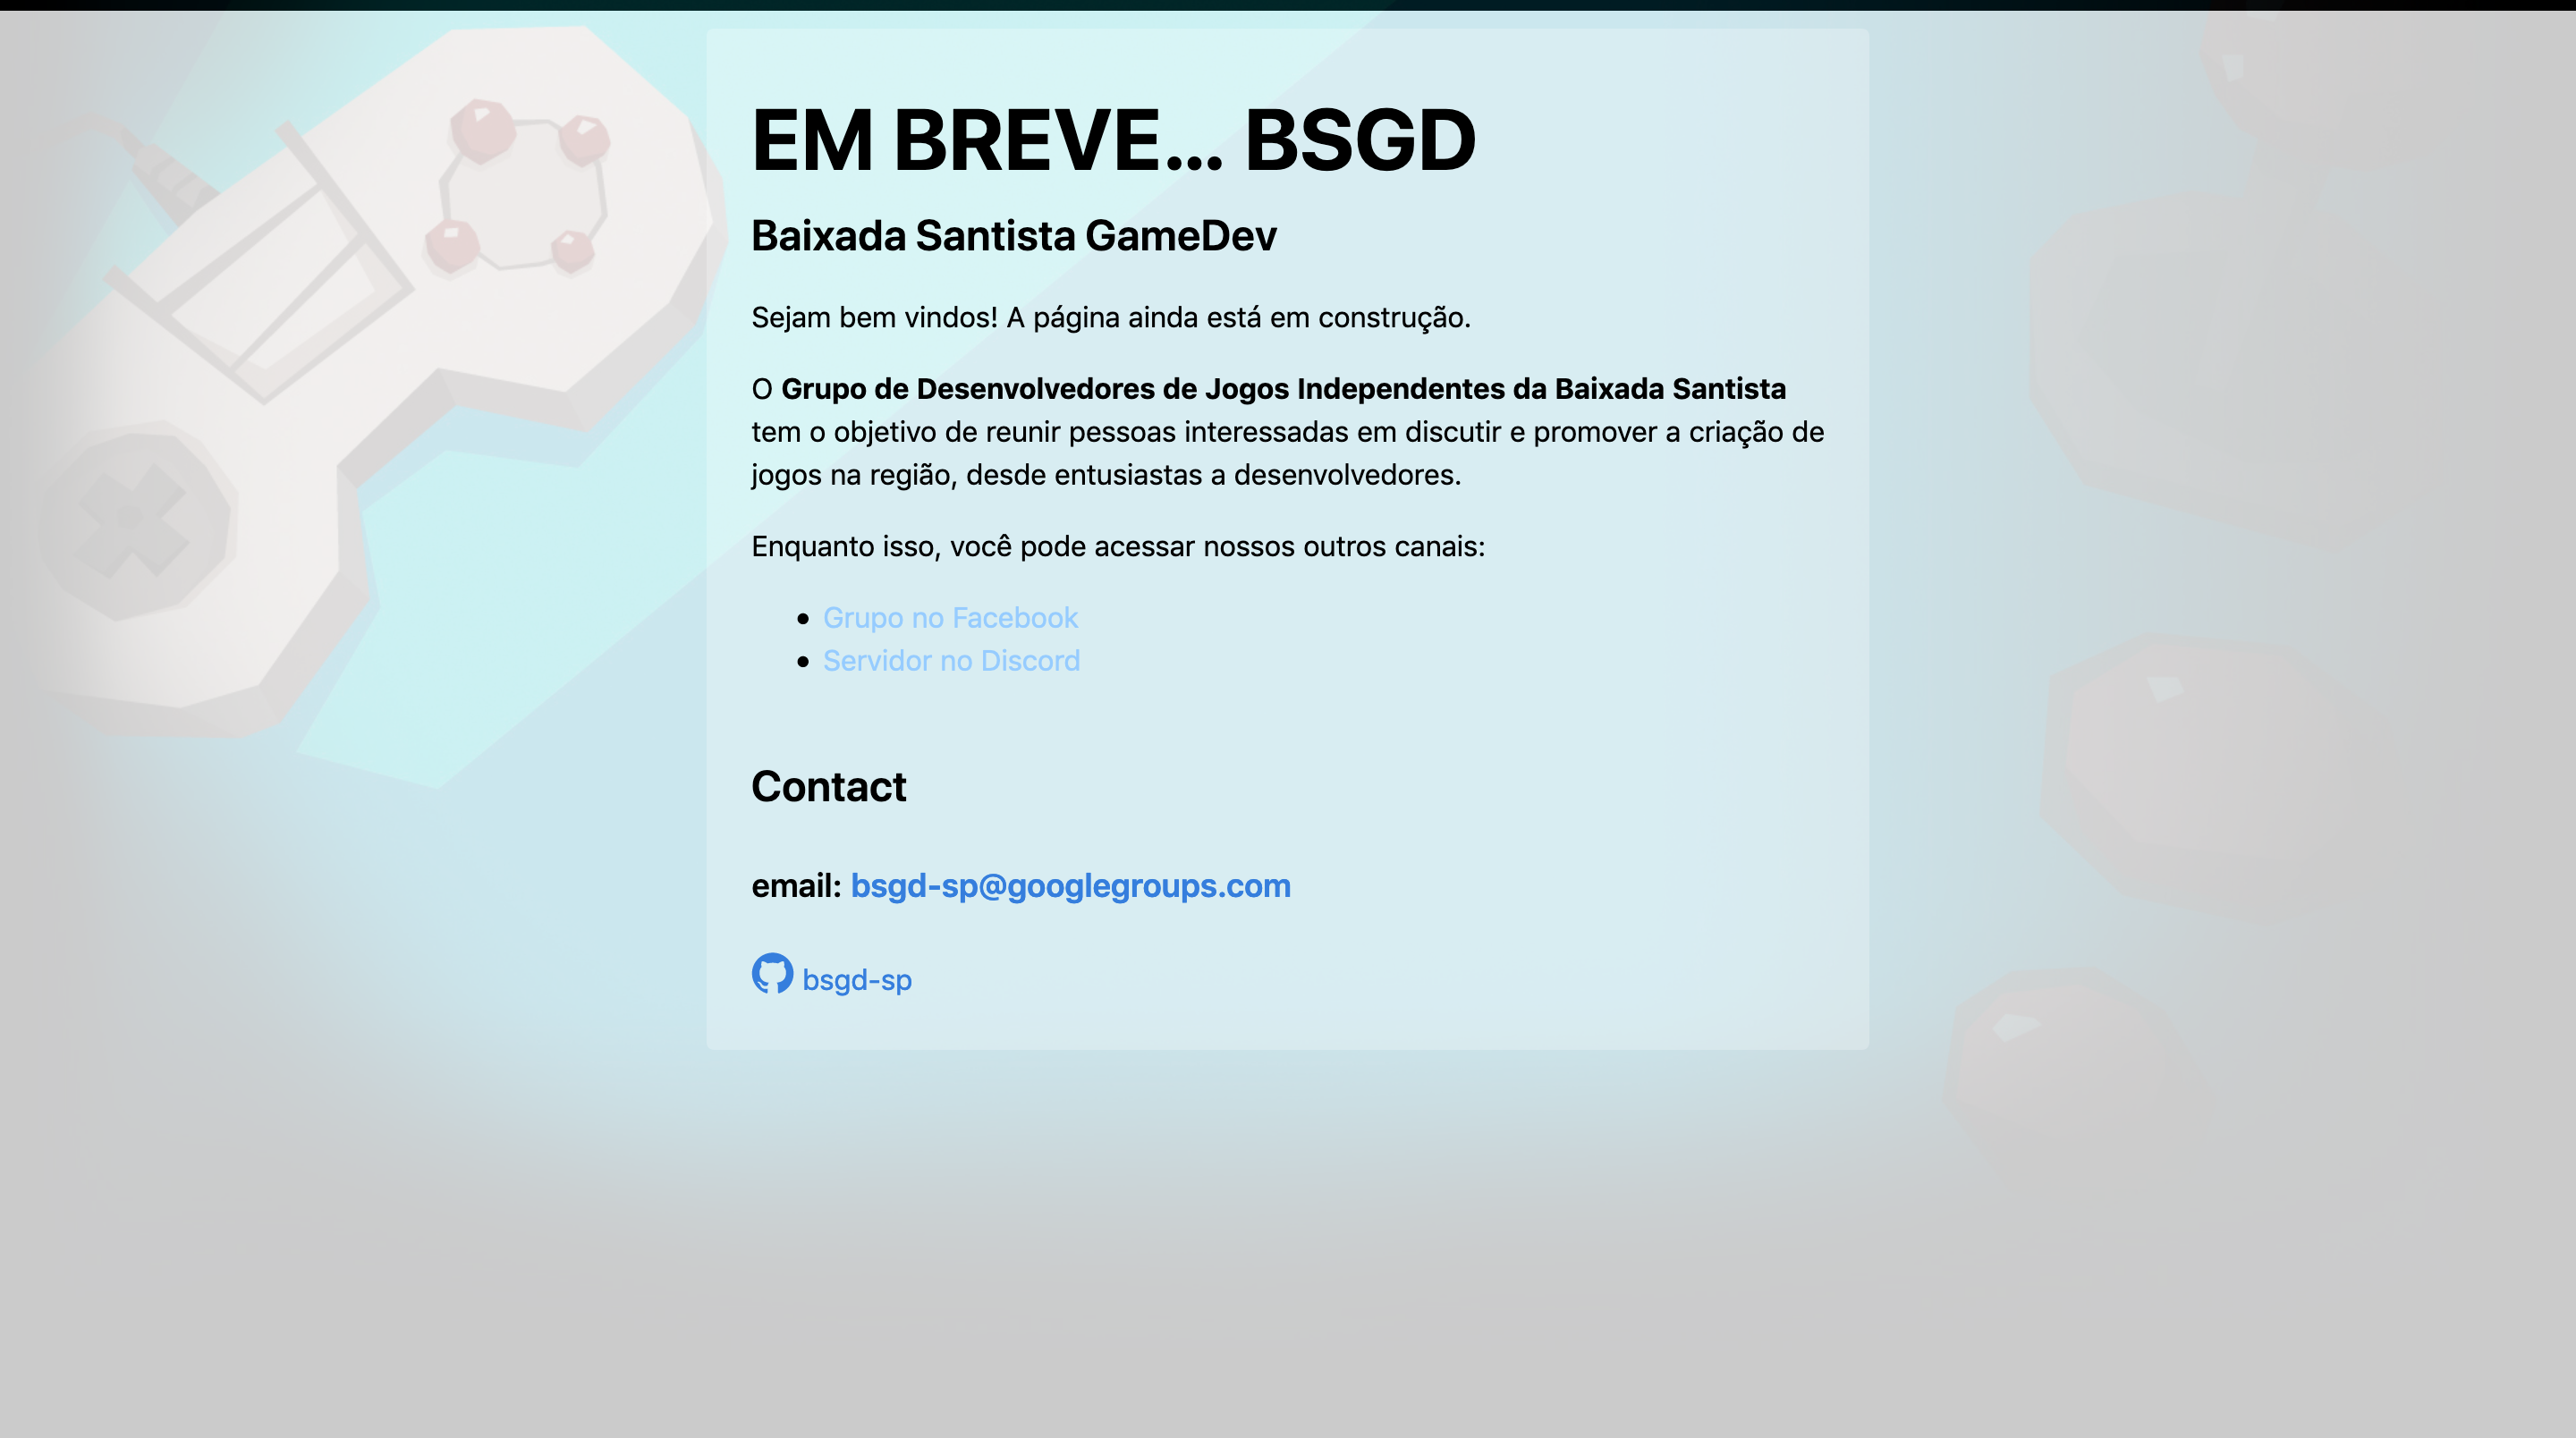 EM BREVE... BSGD
Baixada Santista GameDev
Sejam bem vindos! A página ainda está em construção.
O Grupo de Desenvolvedores de Jogos Independentes da Baixada Santista
tem o objetivo de reunir pessoas interessadas em discutir e promover a criação de
jogos na região, desde entusiastas a desenvolvedores.
Enquanto isso, você pode acessar nossos outros canais:
• Grupo no Facebook
• Servidor no Discord
Contact
email: bsgd-sp@googlegroups.com
bsgd-sp